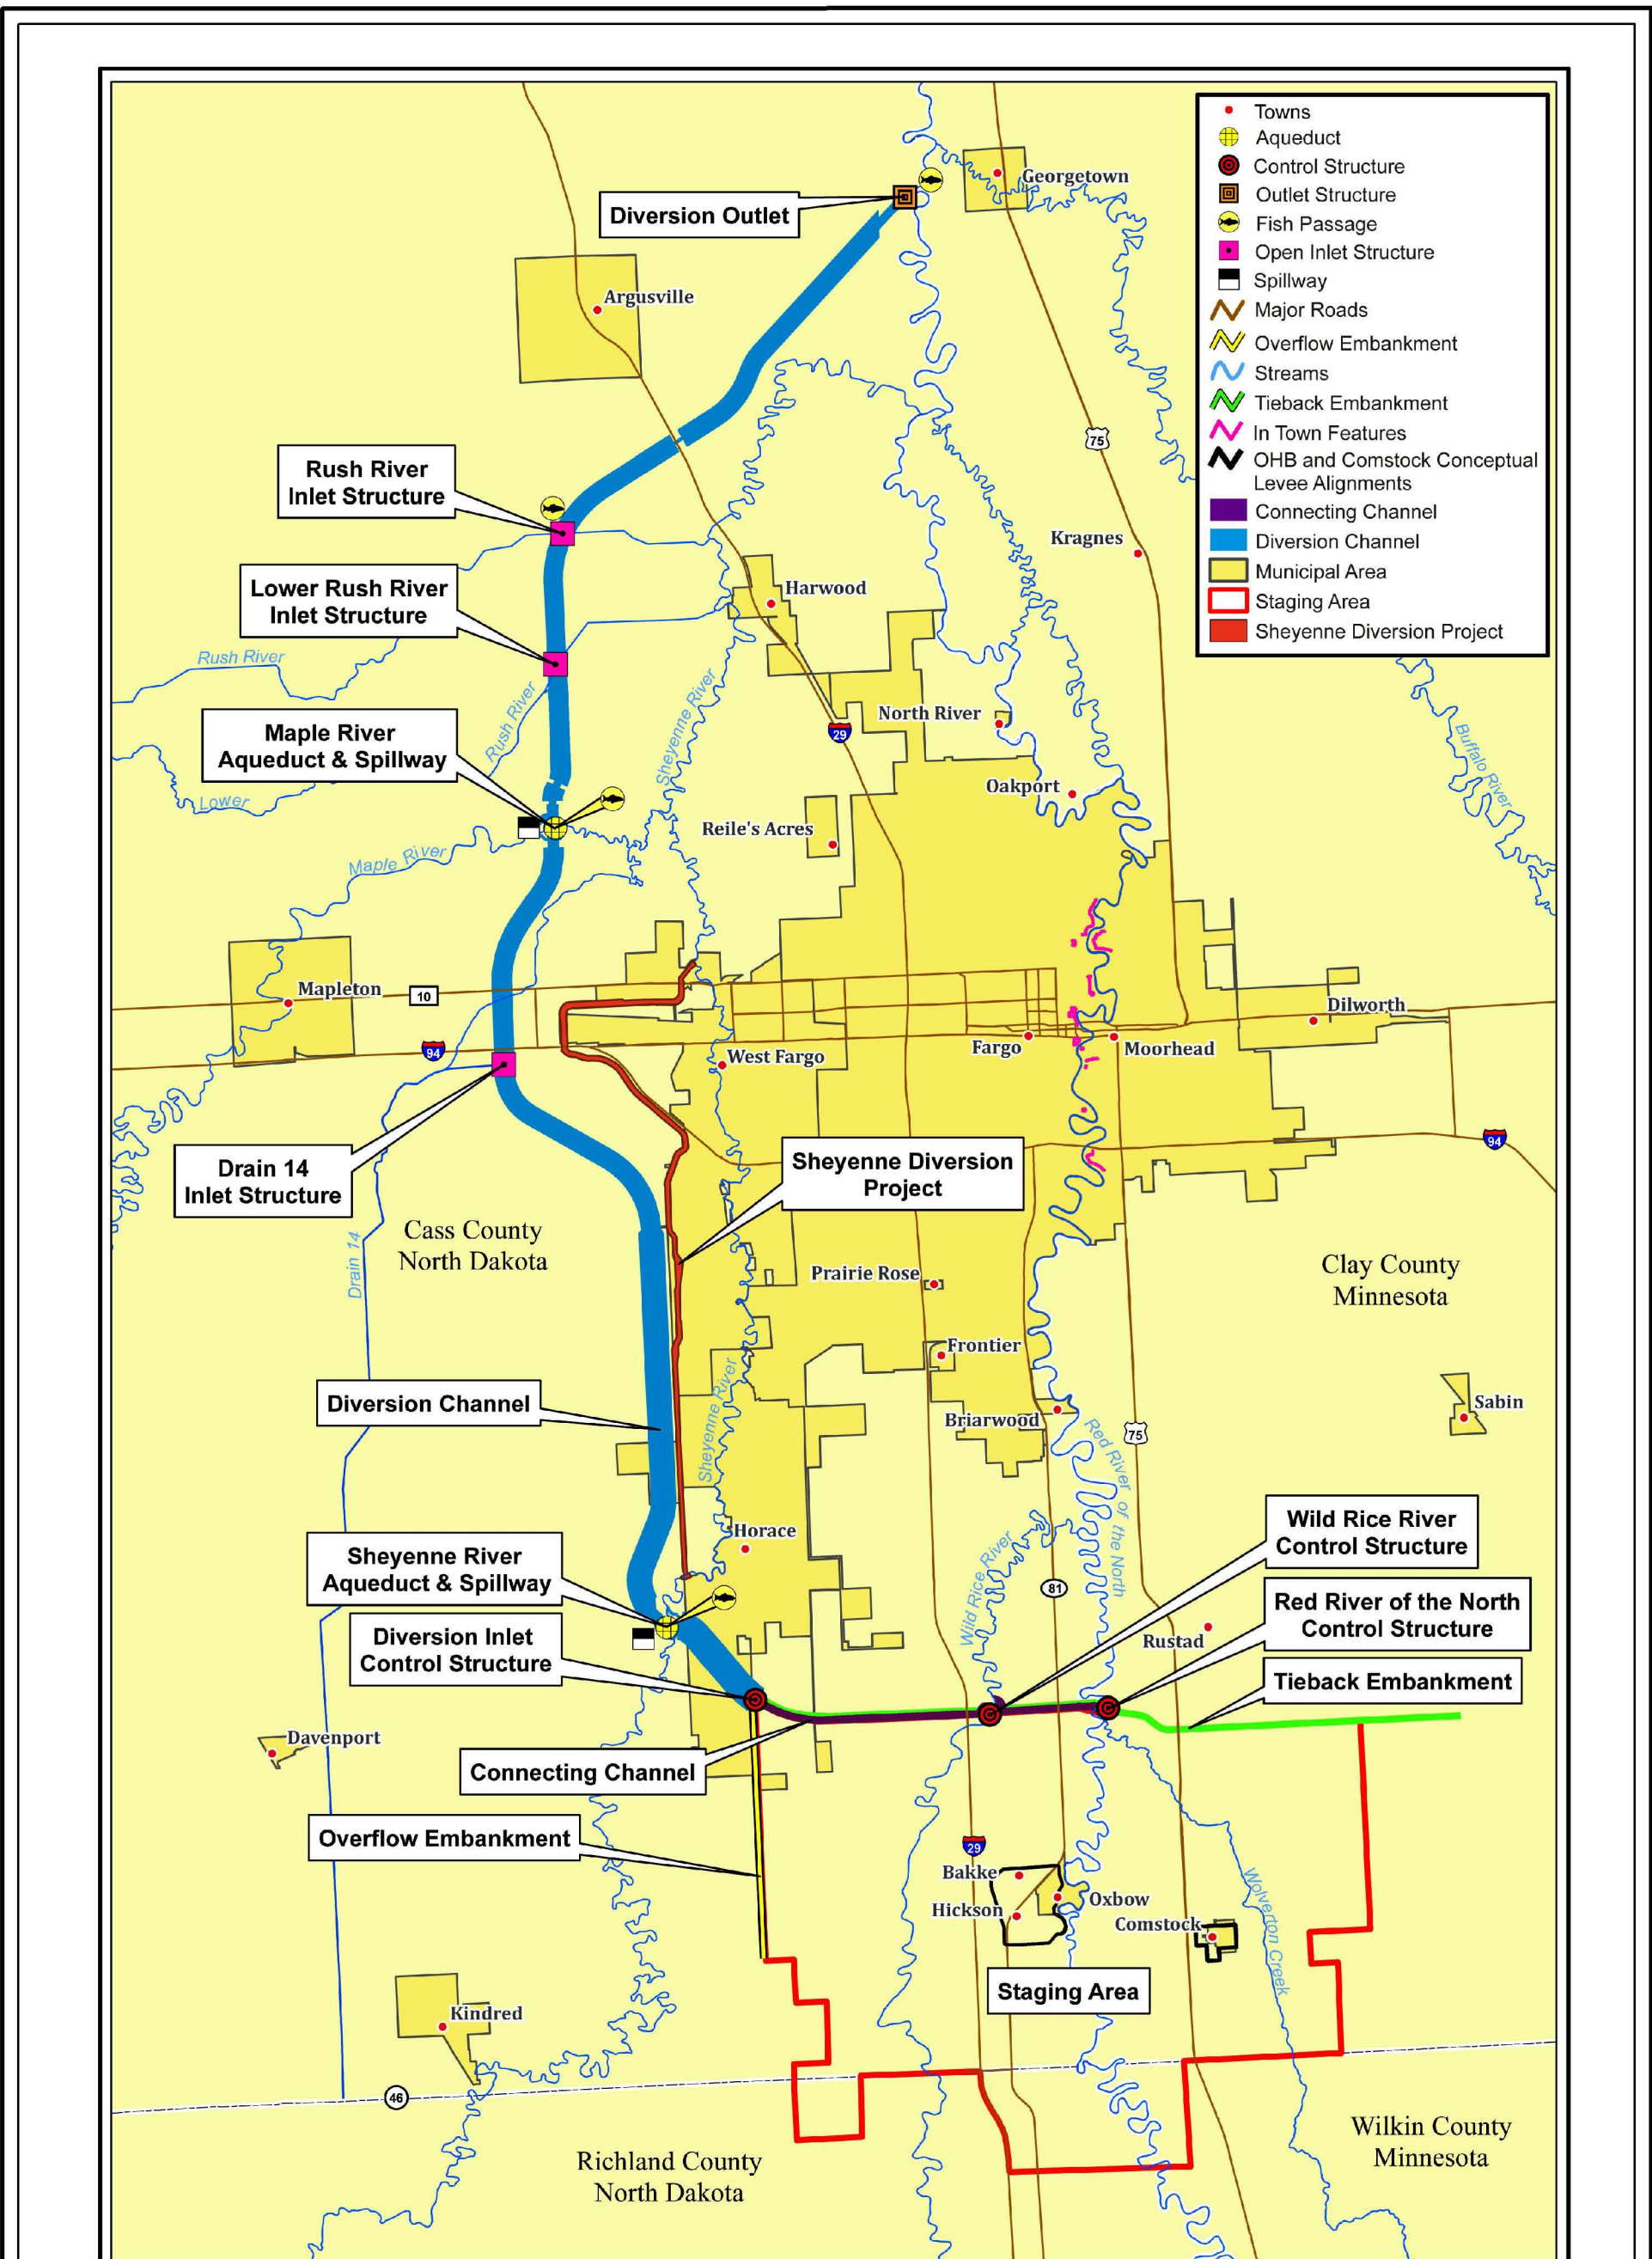 Towns
Aqueduct
Control Structure
Outlet Structure
Fish Passage
Open Inlet Structure
Spillway
Major Roads
Overflow Embankment
Streams
Tieback Embankment
In Town Features
OHB and Comstock Conceptual
Levee Alignments
Connecting Channel
Diversion Channel
Municipal Area
Staging Area
Sheyenne Diversion Project
Georgetown
Diversion Outlet
Argusville
75
Rush River
Inlet Structure
Kragnes
Lower Rush River
Inlet Structure
Harwood
Rush River
Rush River
Sheyenne River
Maple River
Aqueduct & Spillway
North River
29
Buffalo River
Lower
Oakport
Reile's Acres
Maple River
Mapleton
10
Dilworth
94
West Fargo
Fargo
Moorhead
94
Drain 14
Inlet Structure
Sheyenne Diversion
Project
Cass County
North Dakota
Drain 14
Clay County
Minnesota
Prairie Rose
Frontier
Diversion Channel
Sheyenne River
Briarwood
Red River of the North
75
Sabin
Horace
Wild Rice River
Control Structure
Sheyenne River
Aqueduct & Spillway
Wild Rice River
81
Red River of the North
Control Structure
Diversion Inlet
Control Structure
Rustad
Tieback Embankment
Davenport
Connecting Channel
Overflow Embankment
29
Bakke
Oxbow
Hickson
Comstock
Wolverton Creek
Staging Area
Kindred
46
Richland County
North Dakota
Wilkin County
Minnesota